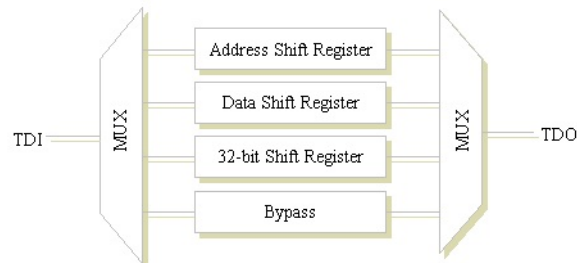 Address Shift Register
Data Shift Register
TDI
MUX
MUX
TDO
32-bit Shift Register
Bypass